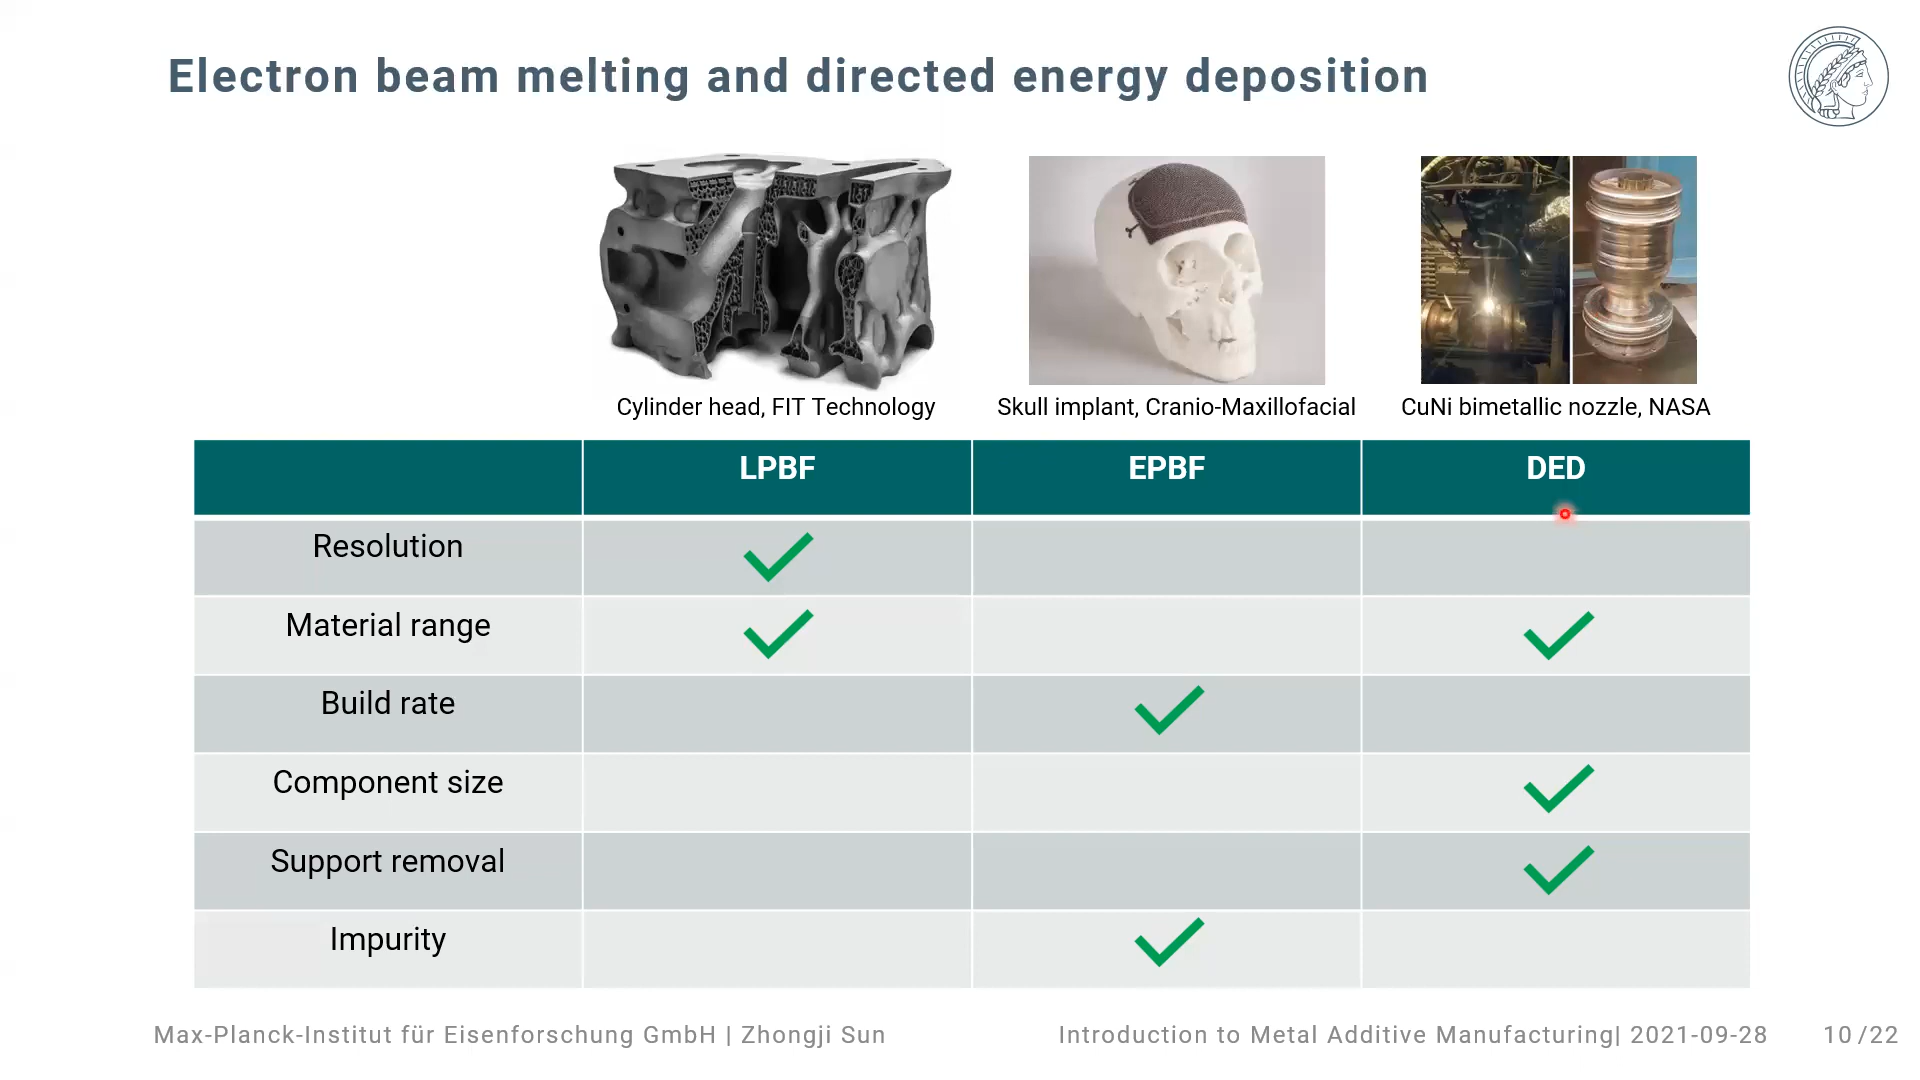 Electron beam melting and directed energy deposition
Cylinder head, FIT Technology
Skull implant, Cranio-Maxillofacial
CuNi bimetallic nozzle, NASA
LPBF
EPBF
DED
Resolution
Material range
Build rate
Component size
Support removal
Impurity
Max-Planck-Institut für Eisenforschung GmbH | Zhongji Sun
Introduction to Metal Additive Manufacturing| 2021-09-28
10/22